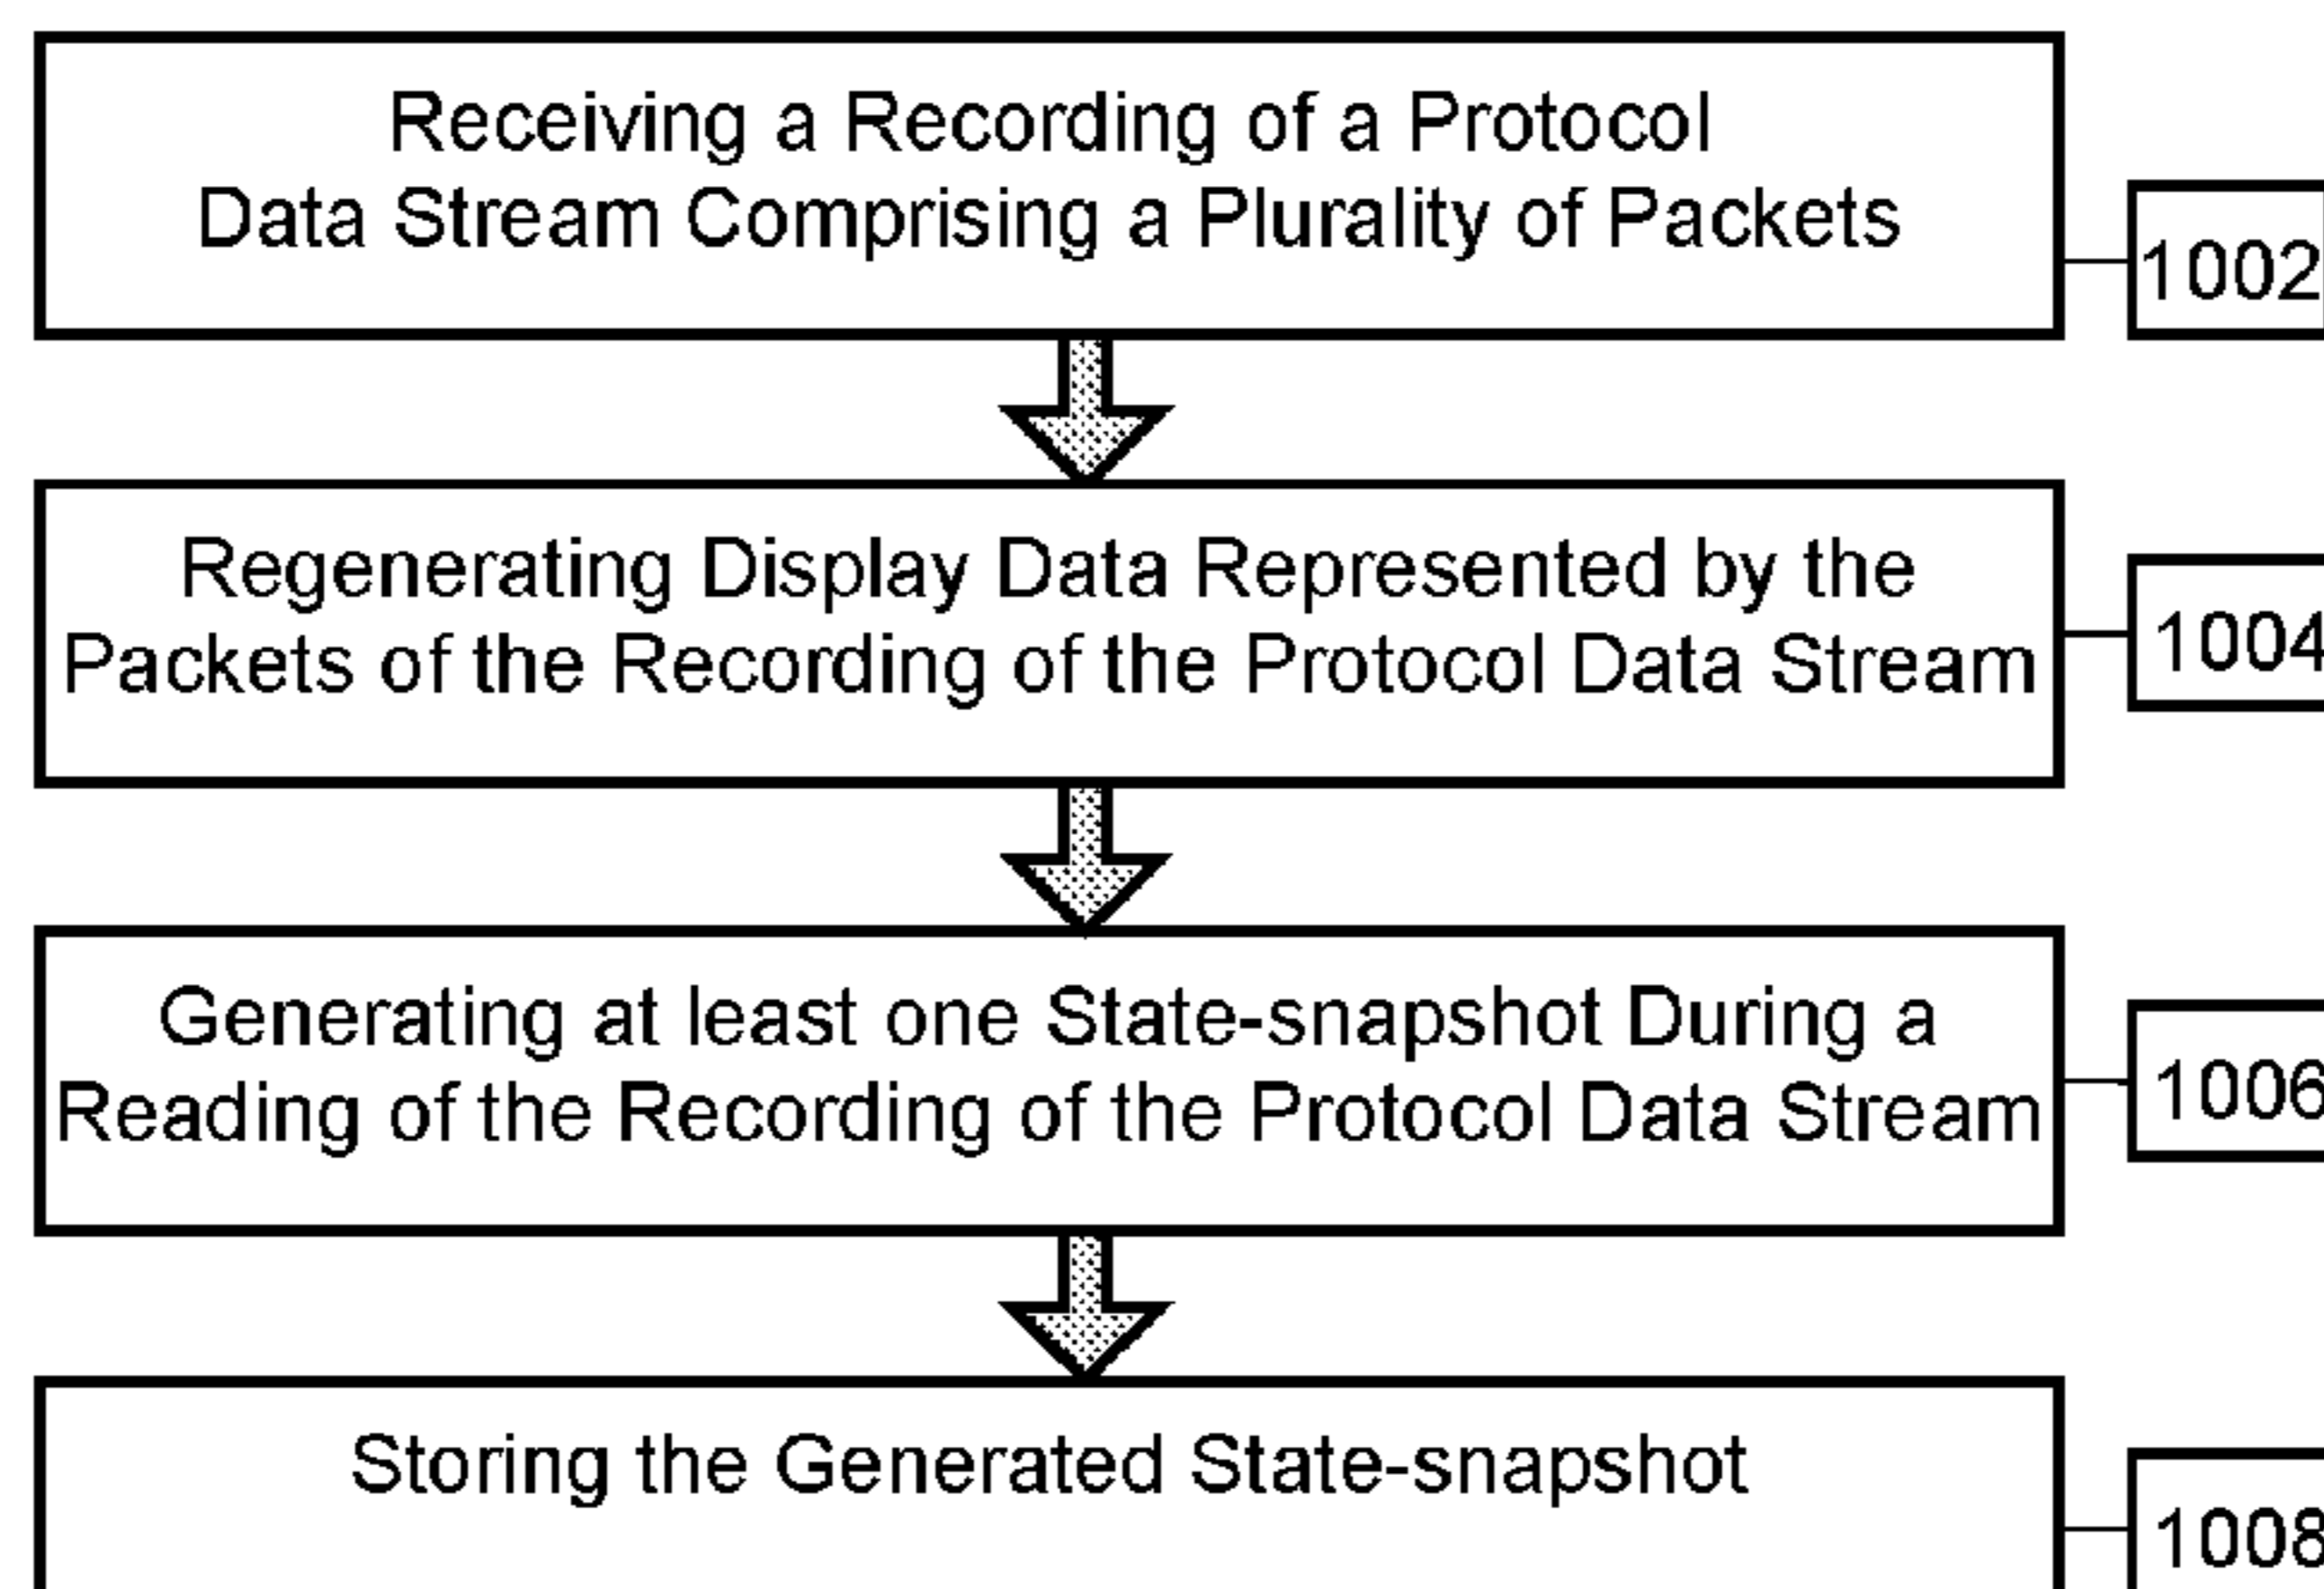 Receiving a Recording of a Protocol
Data Stream Comprising a Plurality of Packets
1002
Regenerating Display Data Represented by the
Packets of the Recording of the Protocol Data Stream
1004
Generating at least one State-snapshot During a
Reading of the Recording of the Protocol Data Stream
1006
Storing the Generated State-snapshot
1008